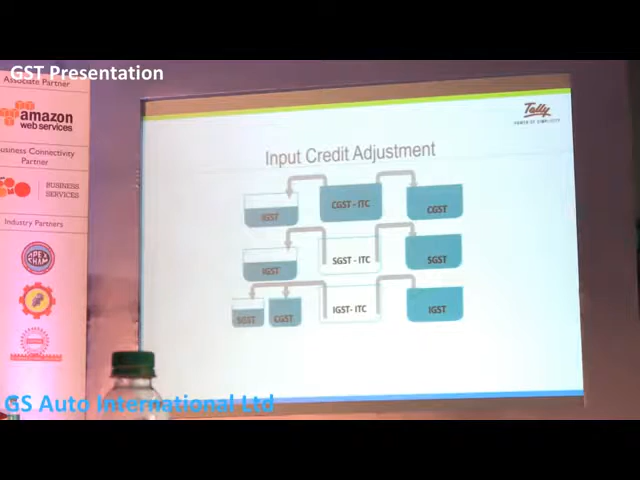 GST Presentation
Associate Partner
amazon
web services
Business Connectivity
Partner
BUSINESS
SERVICES
Industry Partners
Tally
POWER OF SIMPLICITY
Input Credit Adjustment
IGST
CGST - ITC
CGST
IGST
SGST - ITC
SGST
SGST
CGST
IGST- ITC
IGST
GS Auto International Ltd